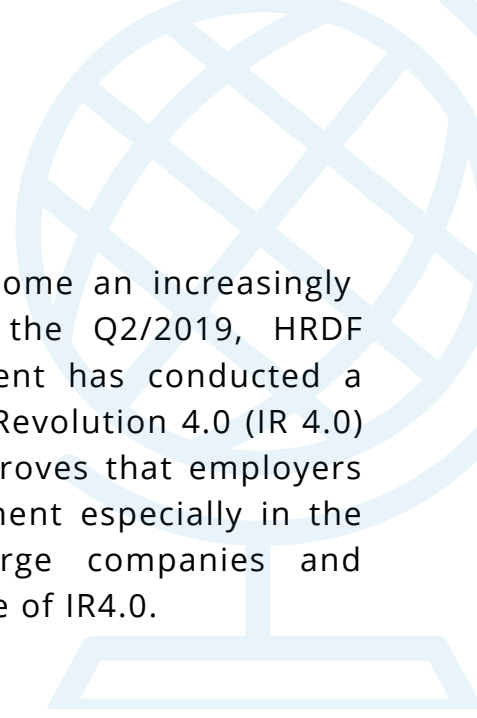 ome an increasingly
the Q2/2019, HRDF
ent has conducted a
Revolution 4.0 (IR 4.0)
roves that employers
ment especially in the
rge companies and
e of IR4.0.